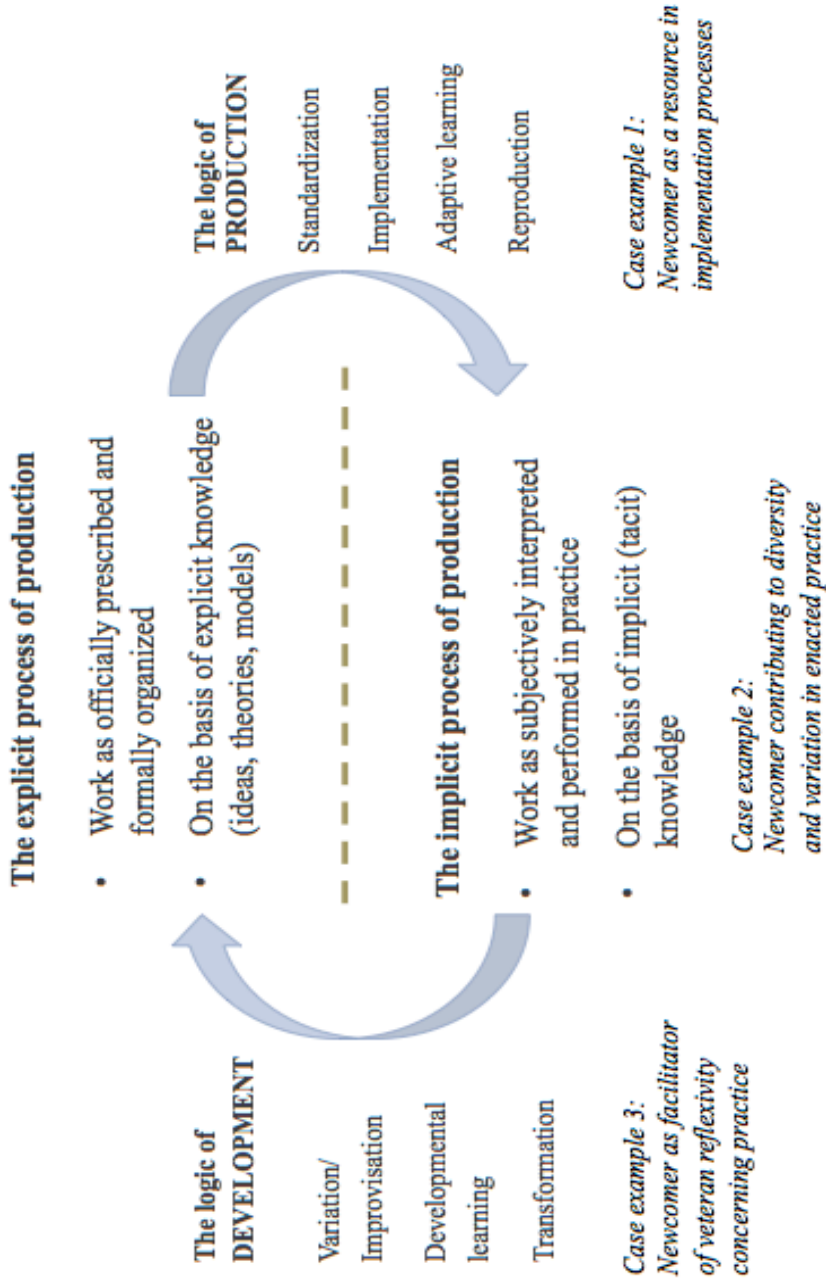 The explicit process of production
• Work as officially prescribed and
formally organized
• On the basis of explicit knowledge
(ideas, theories, models)
The logic of
DEVELOPMENT
Variation/
Improvisation
Developmental
learning
Transformation
The logic of
PRODUCTION
Standardization
Implementation
Adaptive learning
Reproduction
The implicit process of production
• Work as subjectively interpreted
and performed in practice
• On the basis of implicit (tacit)
knowledge
Case example 3:
Newcomer as facilitator
of veteran reflexivity
concerning practice
Case example 2:
Newcomer contributing to diversity
and variation in enacted practice
Case example 1:
Newcomer as a resource in
implementation processes